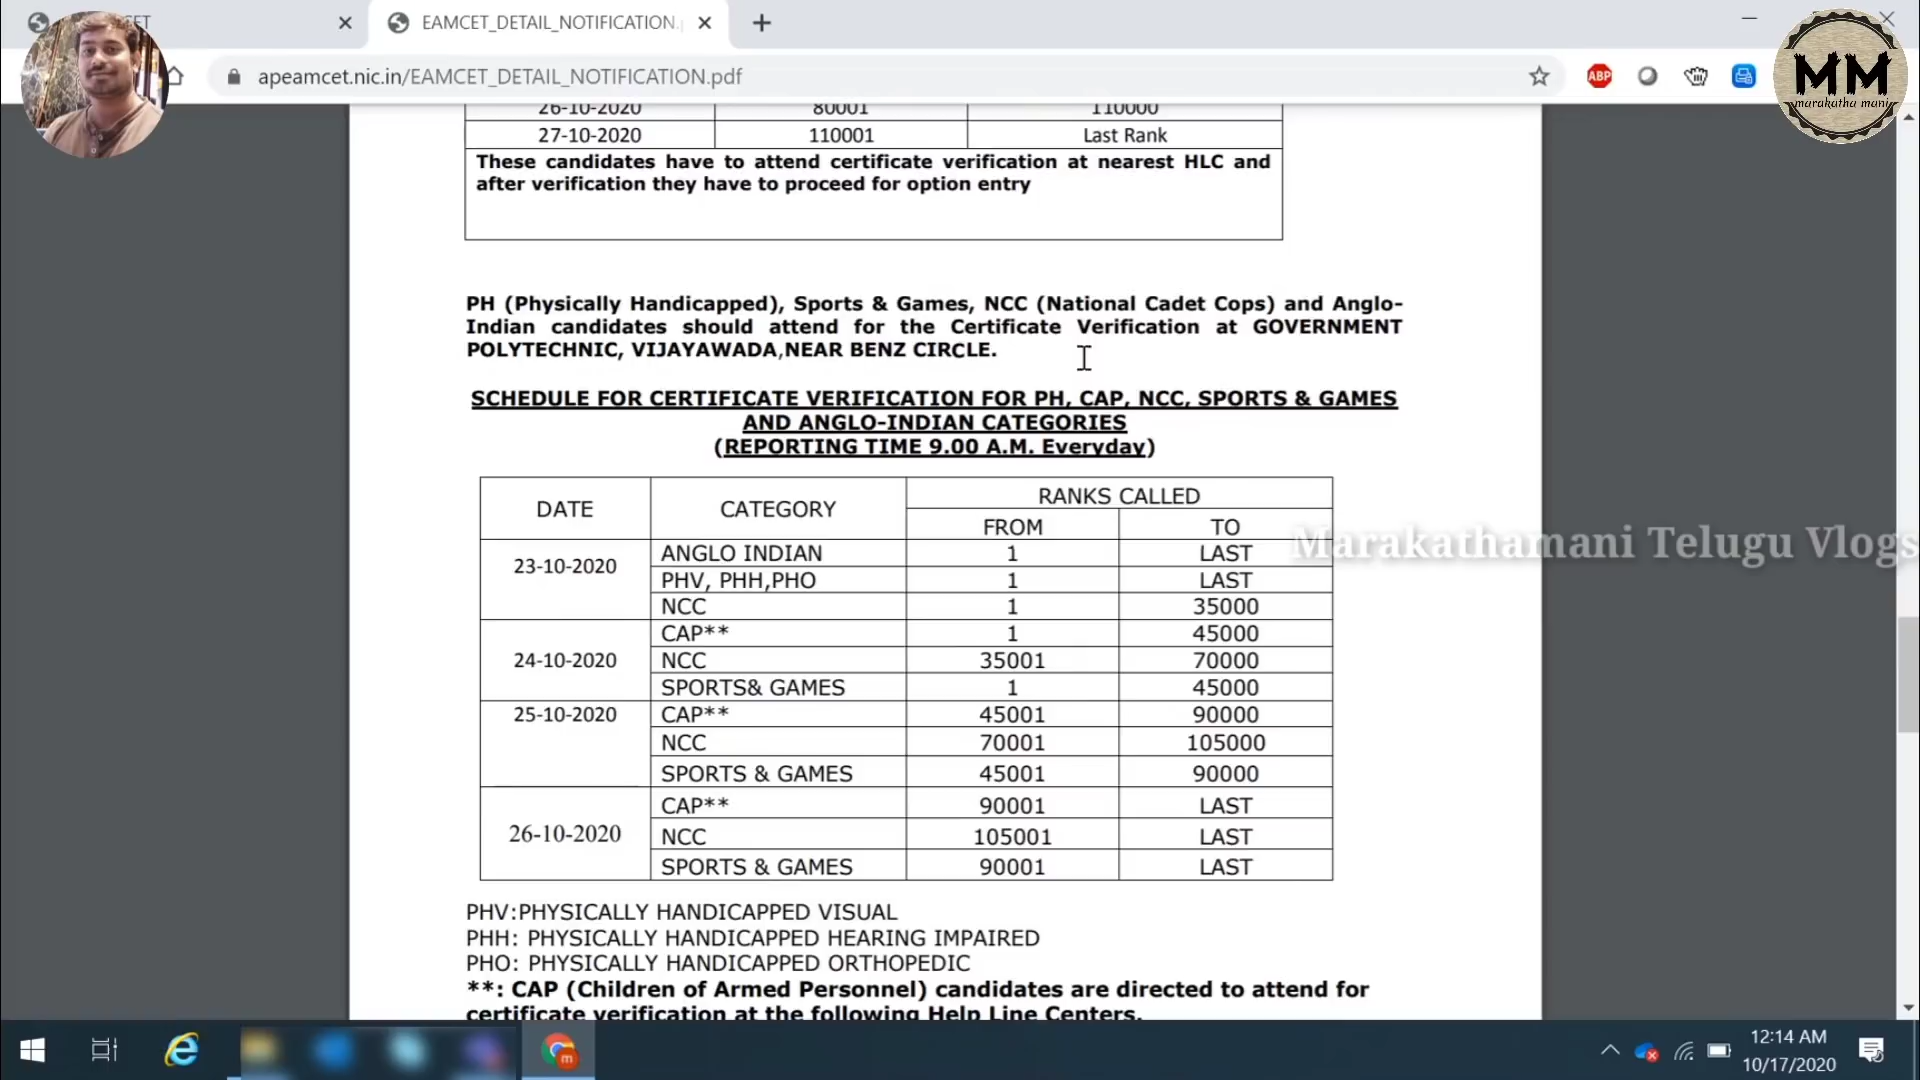 CET
EAMCET_DETAIL_NOTIFICATION.
apeamcet.nic.in/EAMCET_DETAIL_NOTIFICATION.pdf
ABP
MM
marakatha mani
26-10-2020 80001 110000
27-10-2020 110001 Last Rank
These candidates have to attend certificate verification at nearest HLC and
after verification they have to proceed for option entry
PH (Physically Handicapped), Sports & Games, NCC (National Cadet Cops) and Anglo-
Indian candidates should attend for the Certificate Verification at GOVERNMENT
POLYTECHNIC, VIJAYAWADA,NEAR BENZ CIRCLE.
SCHEDULE FOR CERTIFICATE VERIFICATION FOR PH, CAP, NCC, SPORTS & GAMES
AND ANGLO-INDIAN CATEGORIES
(REPORTING TIME 9.00 A.M. Everyday)
DATE CATEGORY RANKS CALLED
FROM TO
23-10-2020 ANGLO INDIAN 1 LAST
PHV, PHH,PHO 1 LAST
NCC 1 35000
24-10-2020 CAP** 1 45000
NCC 35001 70000
SPORTS& GAMES 1 45000
25-10-2020 CAP** 45001 90000
NCC 70001 105000
SPORTS & GAMES 45001 90000
26-10-2020 CAP** 90001 LAST
NCC 105001 LAST
SPORTS & GAMES 90001 LAST
Marakathamani Telugu Vlogs
PHV:PHYSICALLY HANDICAPPED VISUAL
PHH: PHYSICALLY HANDICAPPED HEARING IMPAIRED
PHO: PHYSICALLY HANDICAPPED ORTHOPEDIC
**: CAP (Children of Armed Personnel) candidates are directed to attend for
certificate verification at the following Help Line Centers.
12:14 AM
10/17/2020